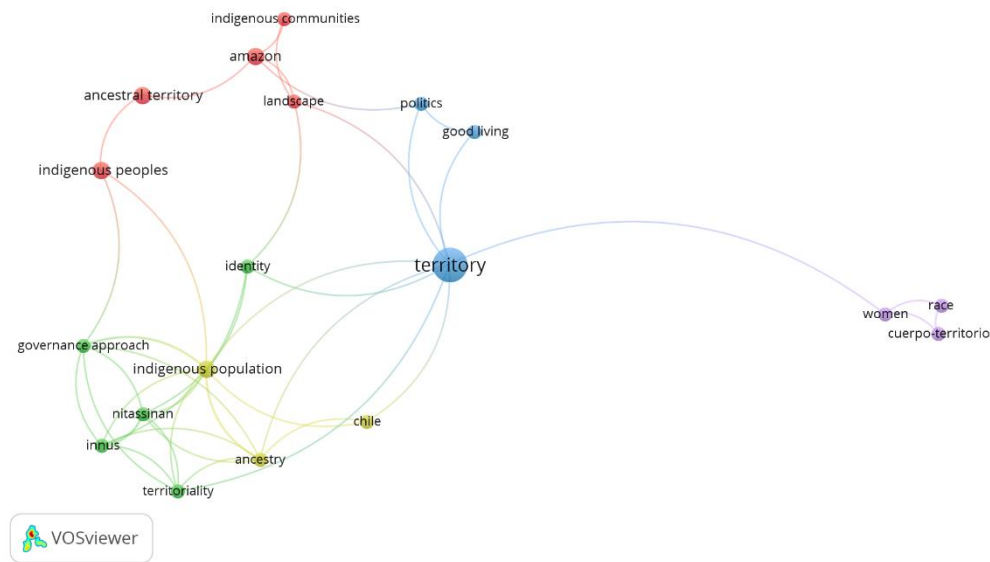 indigenous communities
amazon
ancestral territory
landscape
politics
good living
indigenous peoples
identity
territory
women
race
cuerpo-territorio
governance approach
indigenous population
nitassinan
chile
innus
ancestry
territoriality
VOSviewer